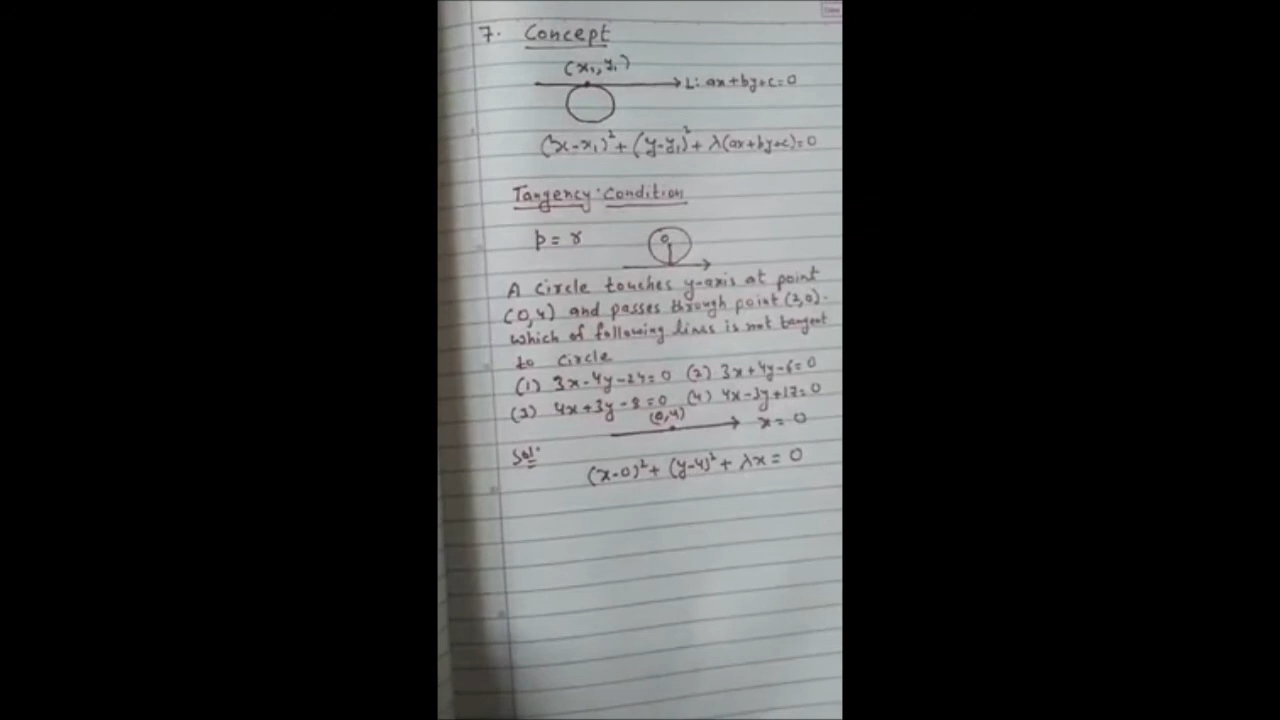 7. Concept
(x₁, y₁)
L: ax+by+c=0
(x-x₁)²+(y-y₁)²+λ(ax+by+c)=0
Tangency Condition
p = r
A circle touches y-axis at point
(0,4) and passes through point (2,0).
which of following lines is not tangent
to circle
(1) 3x-4y-24=0 (2) 3x+4y-6=0
(3) 4x+3y-8=0 (4) 4x-3y+17=0
(0,4)
x=0
Sol:
(x-0)²+(y-4)²+λx=0